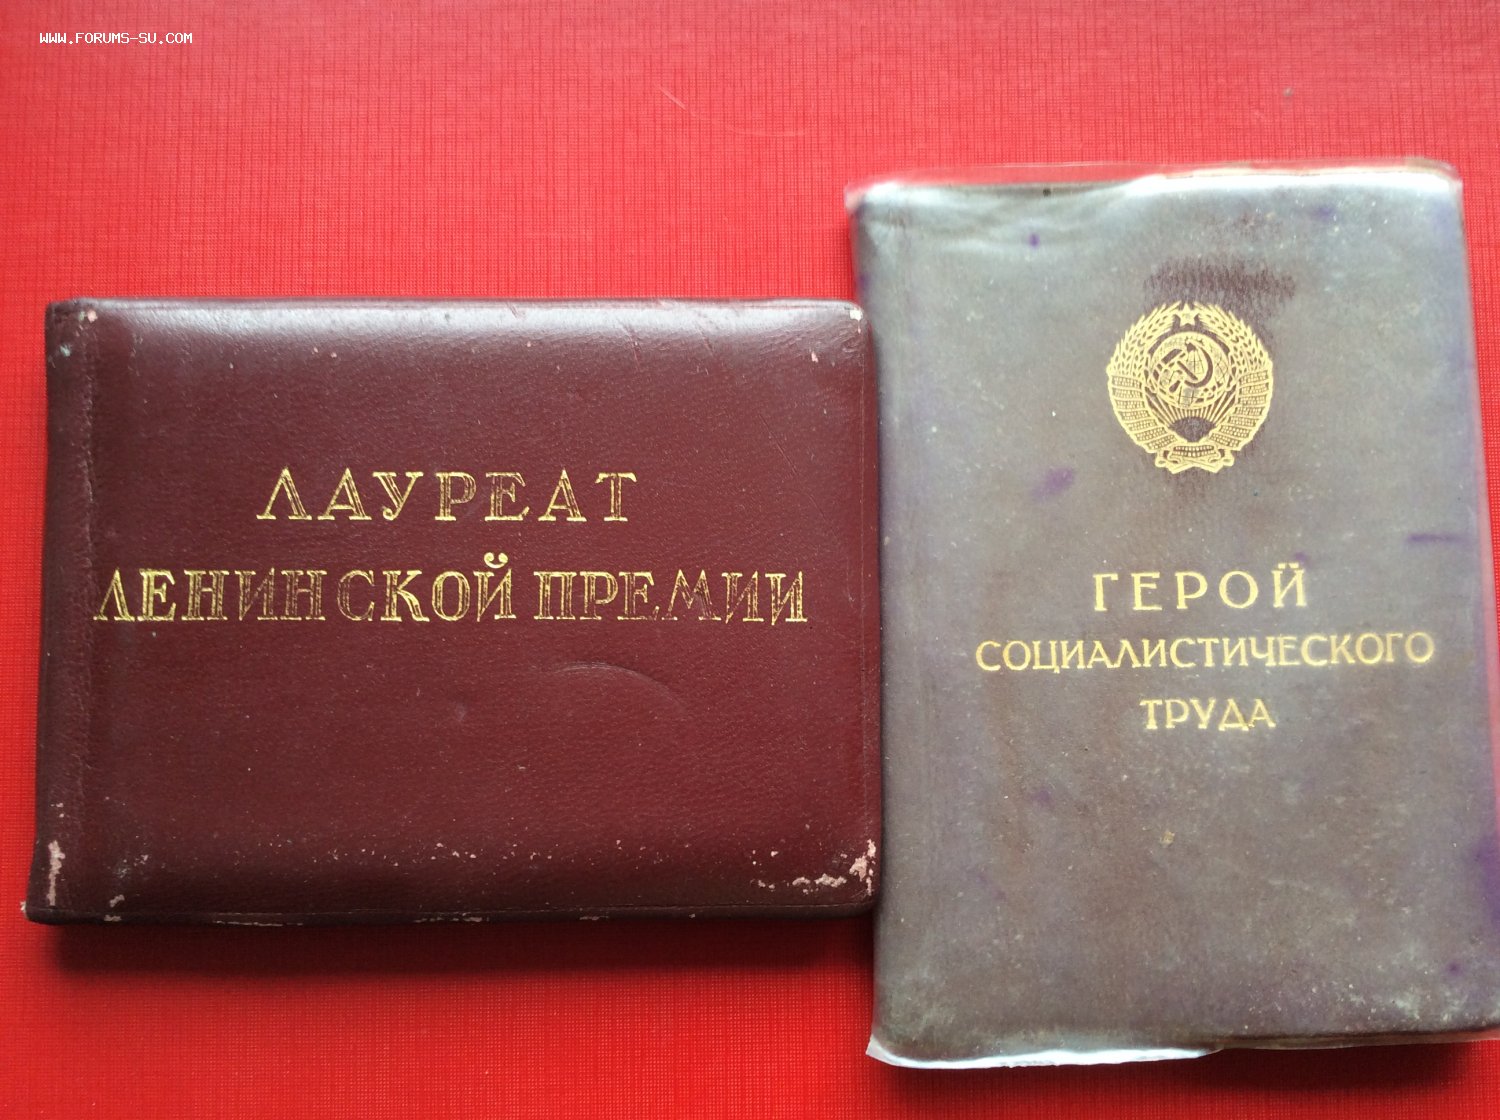 WWW.FORUMS-SU.COM
ЛАУРЕАТ
ЛЕНИНСКОЙ ПРЕМИИ
ГЕРОЙ
СОЦИАЛИСТИЧЕСКОГО
ТРУДА